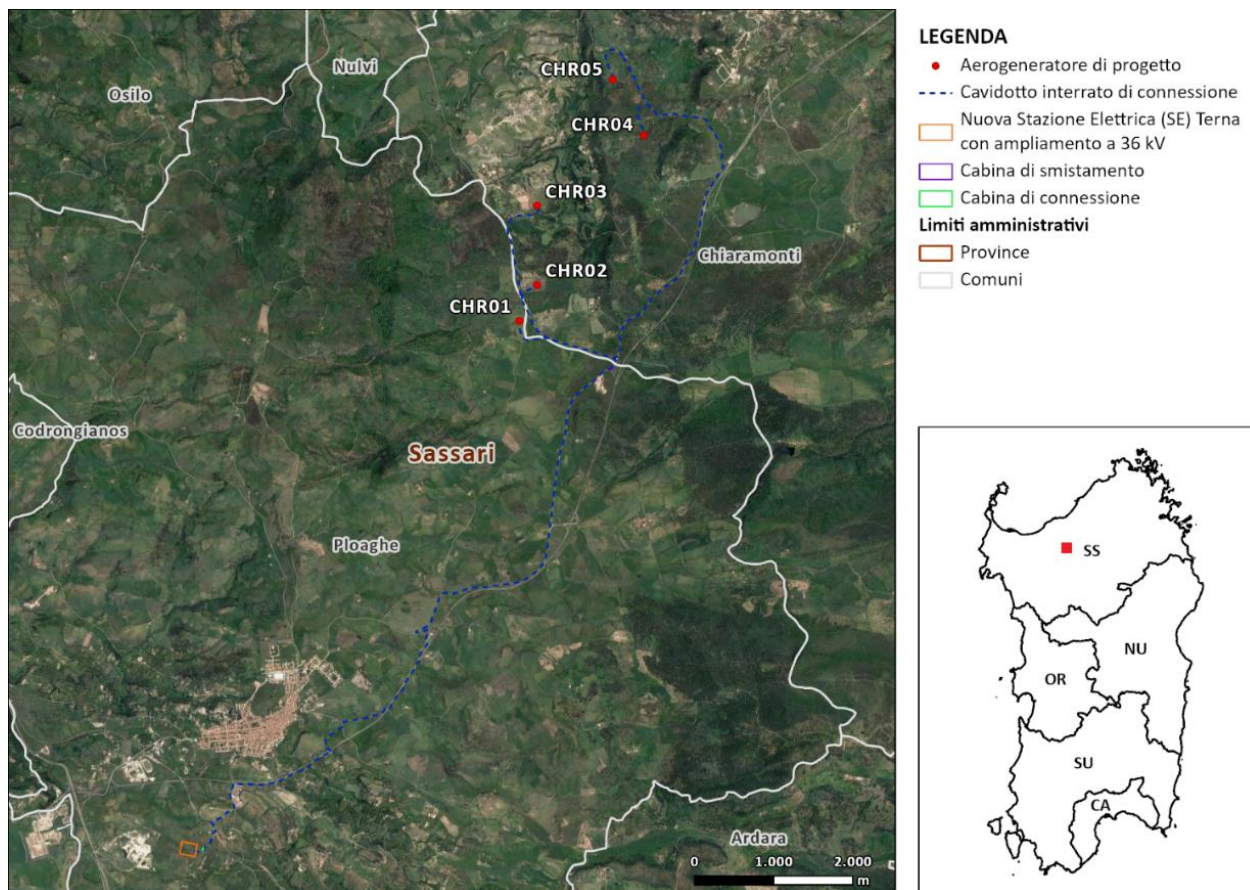 Nulvi
Osilo
CHR05
CHR04
CHR03
CHR02
CHR01
Chiaramonti
Codrongianos
Sassari
Ploaghe
Ardara
0 1.000 2.000
m
LEGENDA
Aerogeneratore di progetto
Cavidotto interrato di connessione
Nuova Stazione Elettrica (SE) Terna
con ampliamento a 36 kV
Cabina di smistamento
Cabina di connessione
Limiti amministrativi
Province
Comuni
SS
NU
OR
SU
CA